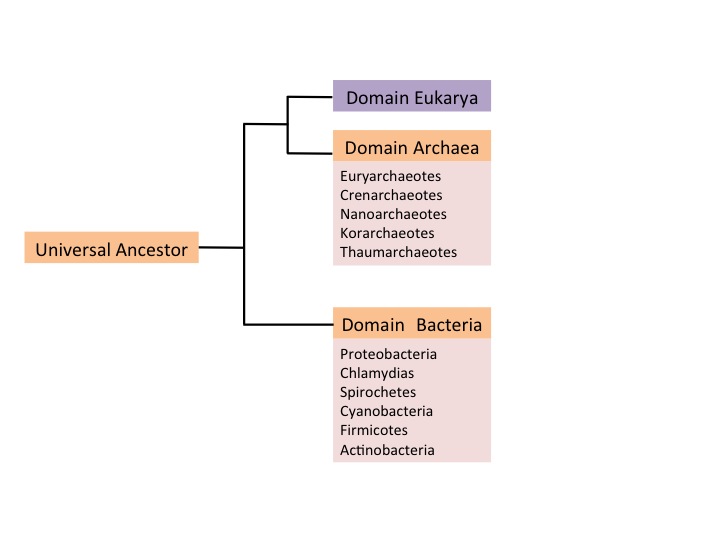 Domain Eukarya
Domain Archaea
Euryarchaeotes
Crenarchaeotes
Nanoarchaeotes
Korarchaeotes
Thaumarchaeotes
Universal Ancestor
Domain Bacteria
Proteobacteria
Chlamydias
Spirochetes
Cyanobacteria
Firmicotes
Actinobacteria